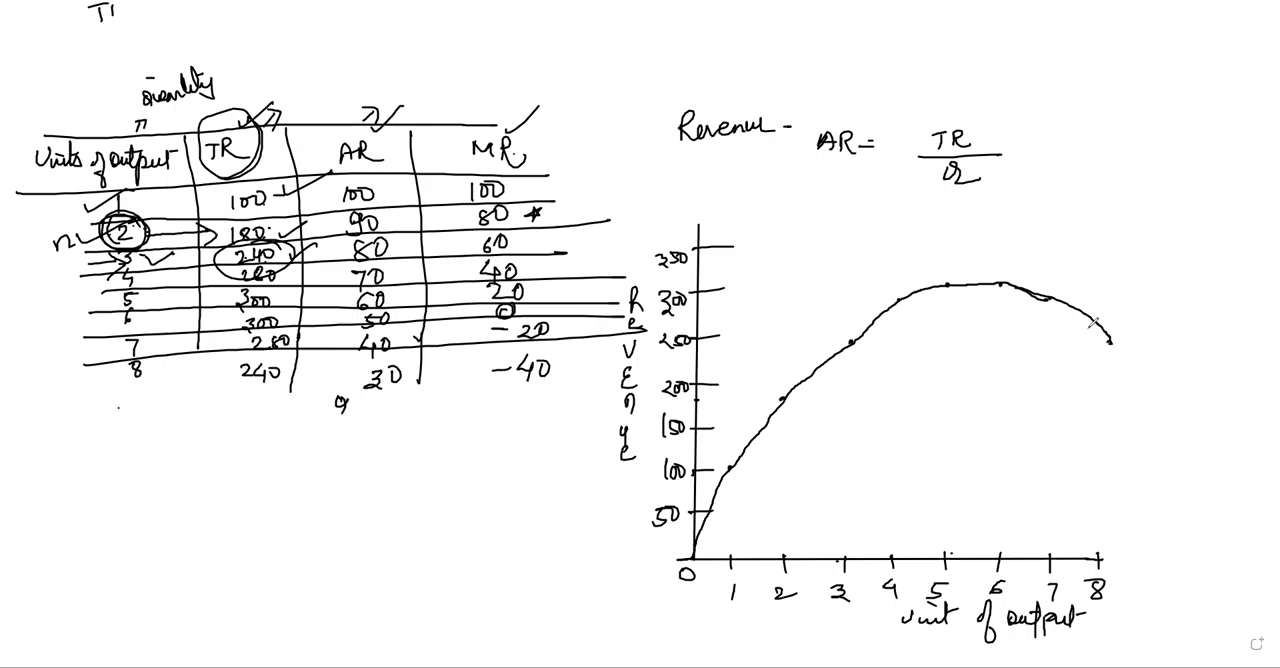 TR
Quantity
Units of output TR AR MR
100 100 100
2 180 90 80 *
3 240 80 60
4 280 70 40
5 300 60 20
6 300 50 0
7 280 40 -20
8 240 30 -40
Revenue - AR = TR
Q
REVENUE
350
300
250
200
150
100
50
0 1 2 3 4 5 6 7 8
Unit of output